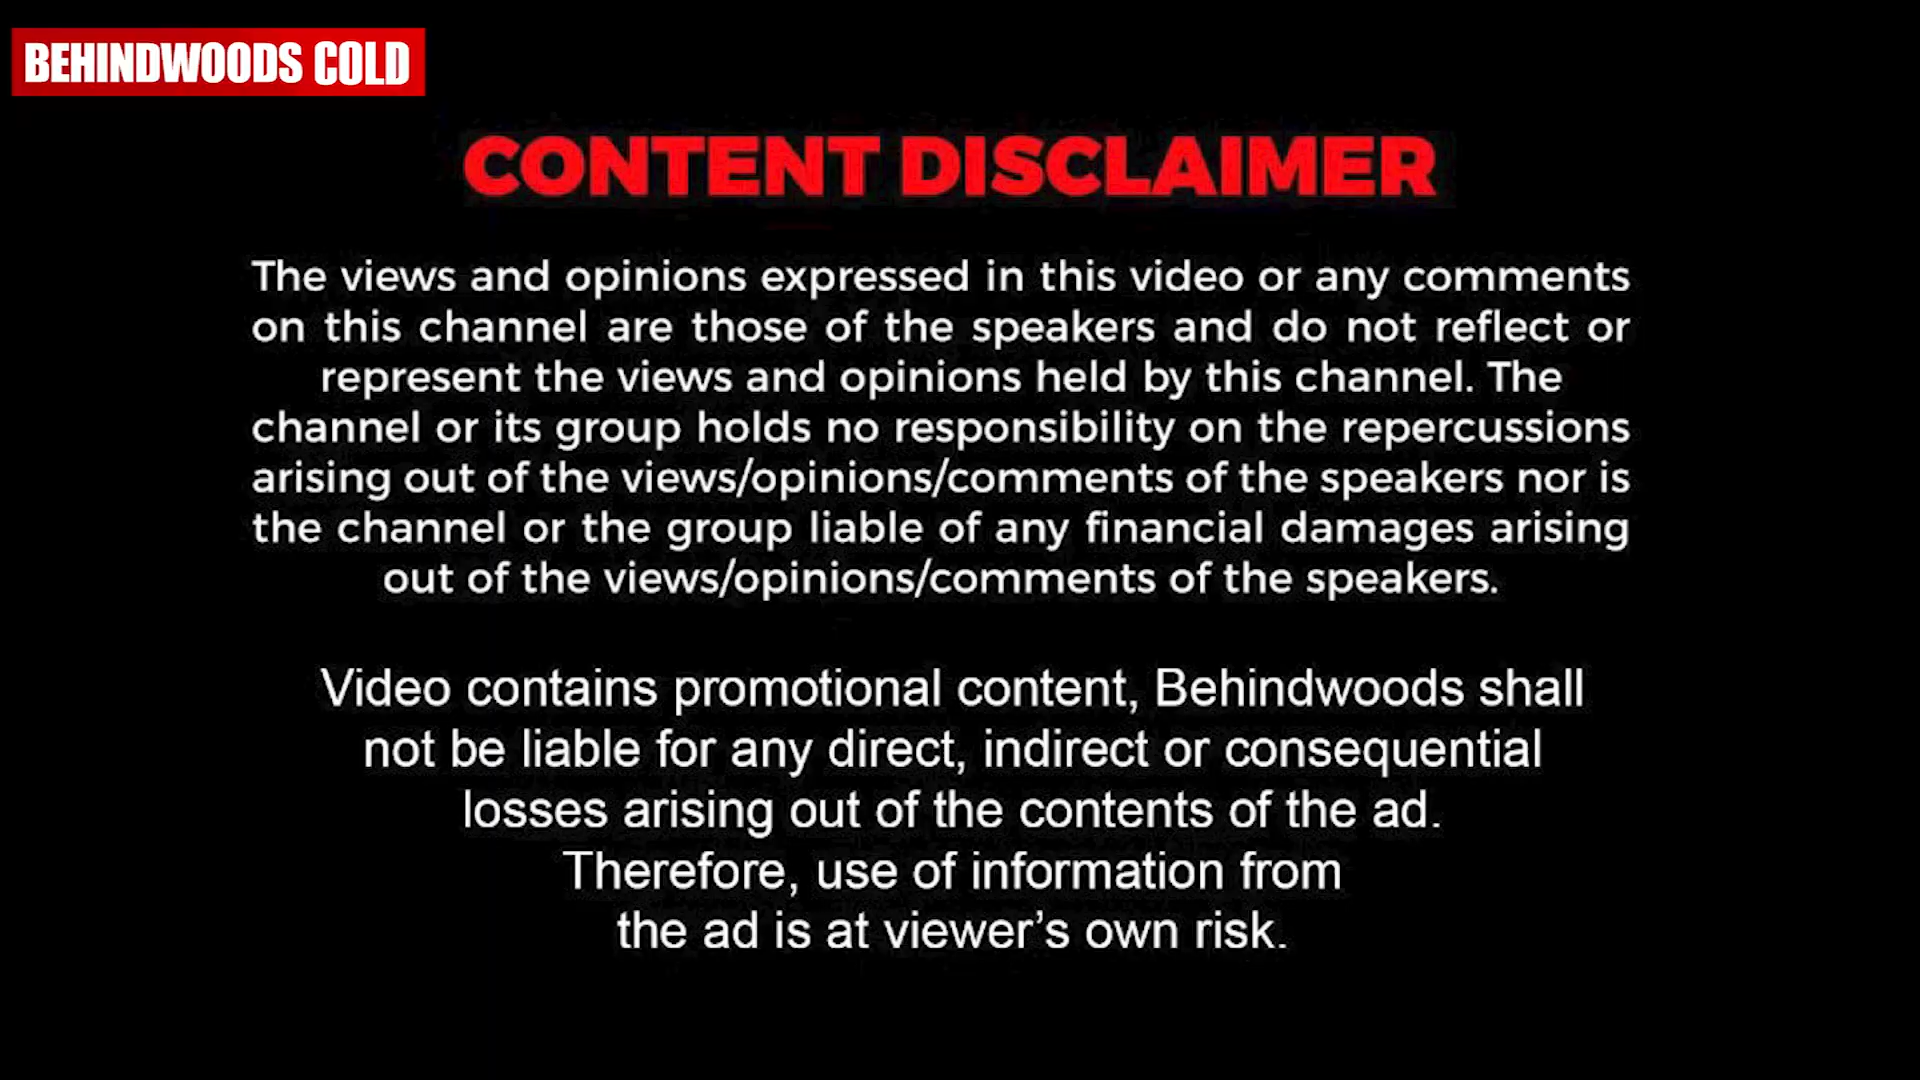 BEHINDWOODS COLD
CONTENT DISCLAIMER
The views and opinions expressed in this video or any comments
on this channel are those of the speakers and do not reflect or
represent the views and opinions held by this channel. The
channel or its group holds no responsibility on the repercussions
arising out of the views/opinions/comments of the speakers nor is
the channel or the group liable of any financial damages arising
out of the views/opinions/comments of the speakers.
Video contains promotional content, Behindwoods shall
not be liable for any direct, indirect or consequential
losses arising out of the contents of the ad.
Therefore, use of information from
the ad is at viewer’s own risk.